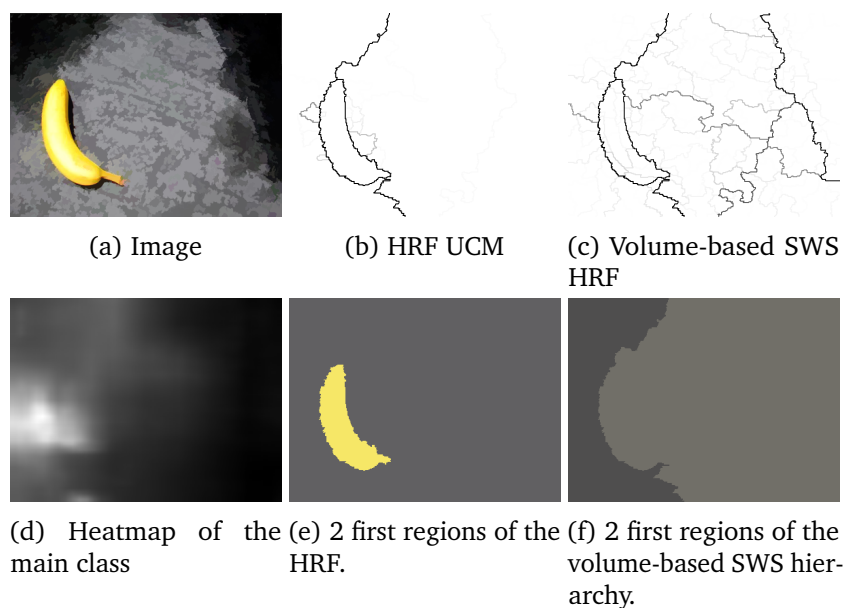 (a) Image
(b) HRF UCM
(c) Volume-based SWS
HRF
(d) Heatmap of the
main class
(e) 2 first regions of the
HRF.
(f) 2 first regions of the
volume-based SWS hier-
archy.